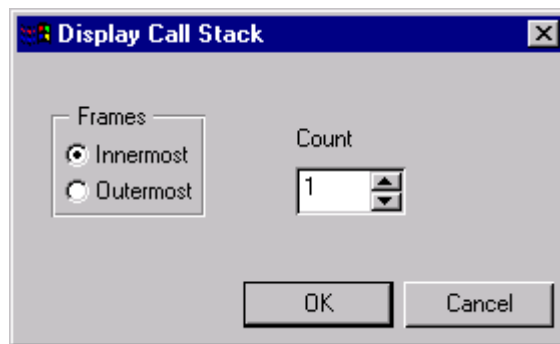 Display Call Stack
Frames
Innermost
Outermost
Count
1
OK
Cancel